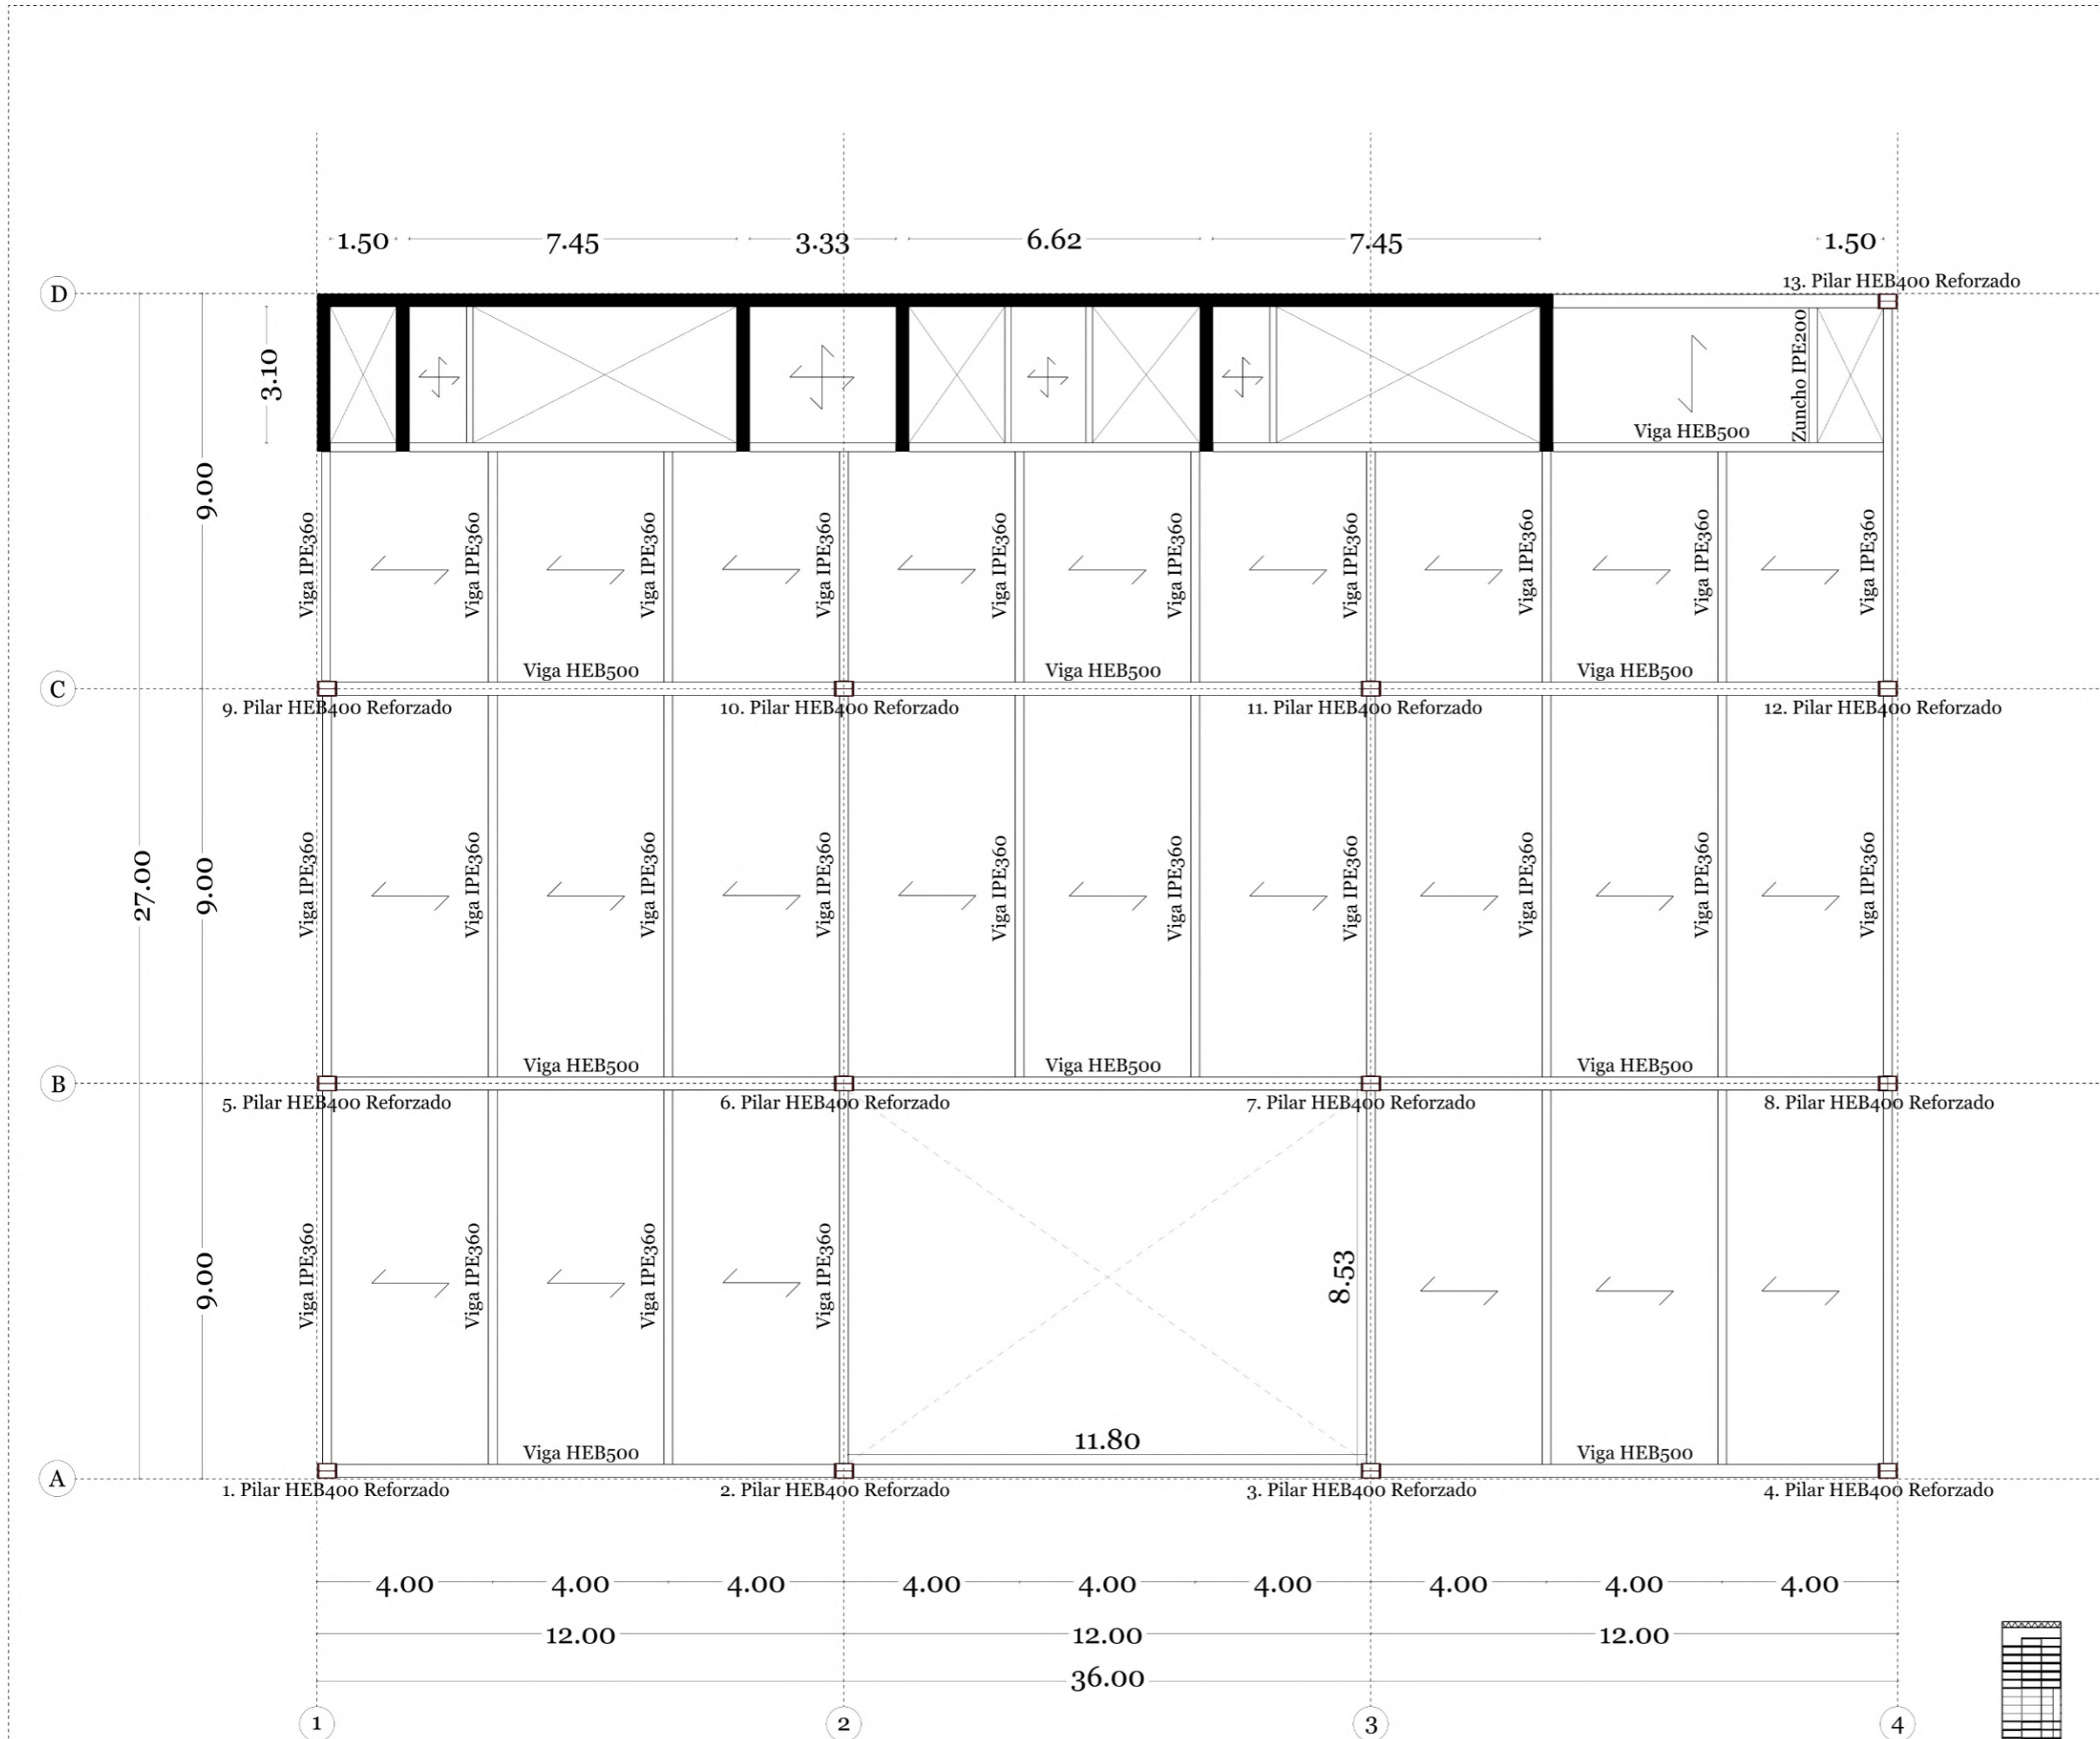 1.50 7.45 3.33 6.62 7.45 1.50
13. Pilar HEB400 Reforzado
D
3.10
Zuncho IPE200
Viga HEB500
9.00
Viga IPE360 Viga IPE360 Viga IPE360 Viga IPE360 Viga IPE360 Viga IPE360 Viga IPE360 Viga IPE360 Viga IPE360 Viga IPE360
Viga HEB500 Viga HEB500 Viga HEB500
C
9. Pilar HEB400 Reforzado 10. Pilar HEB400 Reforzado 11. Pilar HEB400 Reforzado 12. Pilar HEB400 Reforzado
27.00
9.00
Viga IPE360 Viga IPE360 Viga IPE360 Viga IPE360 Viga IPE360 Viga IPE360 Viga IPE360 Viga IPE360 Viga IPE360 Viga IPE360
Viga HEB500 Viga HEB500 Viga HEB500
B
5. Pilar HEB400 Reforzado 6. Pilar HEB400 Reforzado 7. Pilar HEB400 Reforzado 8. Pilar HEB400 Reforzado
9.00
Viga IPE360 Viga IPE360 Viga IPE360 Viga IPE360
8.53
11.80
Viga HEB500 Viga HEB500
A
1. Pilar HEB400 Reforzado 2. Pilar HEB400 Reforzado 3. Pilar HEB400 Reforzado 4. Pilar HEB400 Reforzado
4.00 4.00 4.00 4.00 4.00 4.00 4.00 4.00 4.00
12.00 12.00 12.00
36.00
1 2 3 4